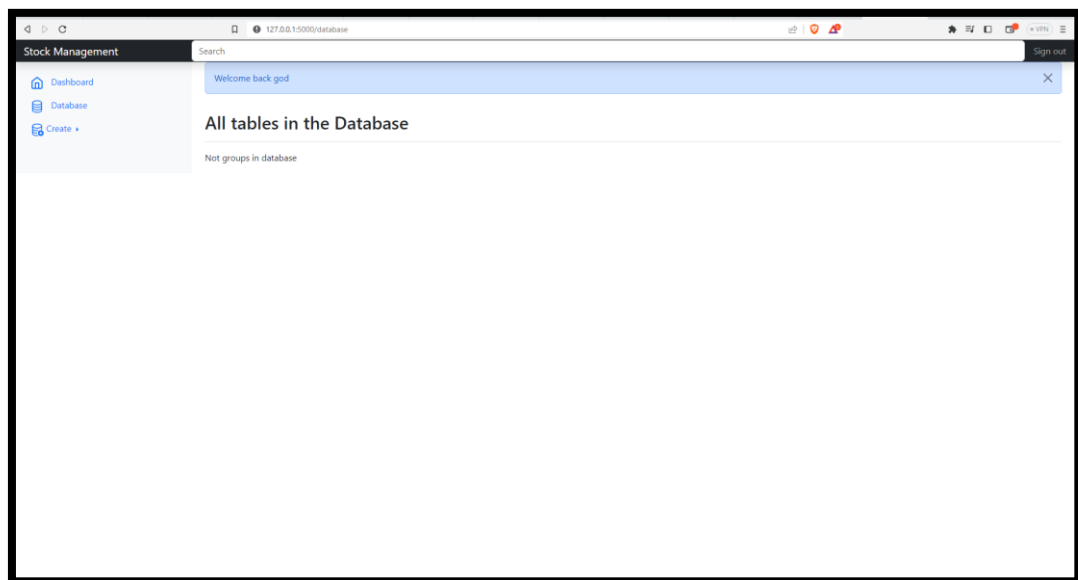 127.0.0.1:5000/database
VPN
Stock Management
Search
Sign out
Welcome back god
Dashboard
Database
Create
All tables in the Database
Not groups in database